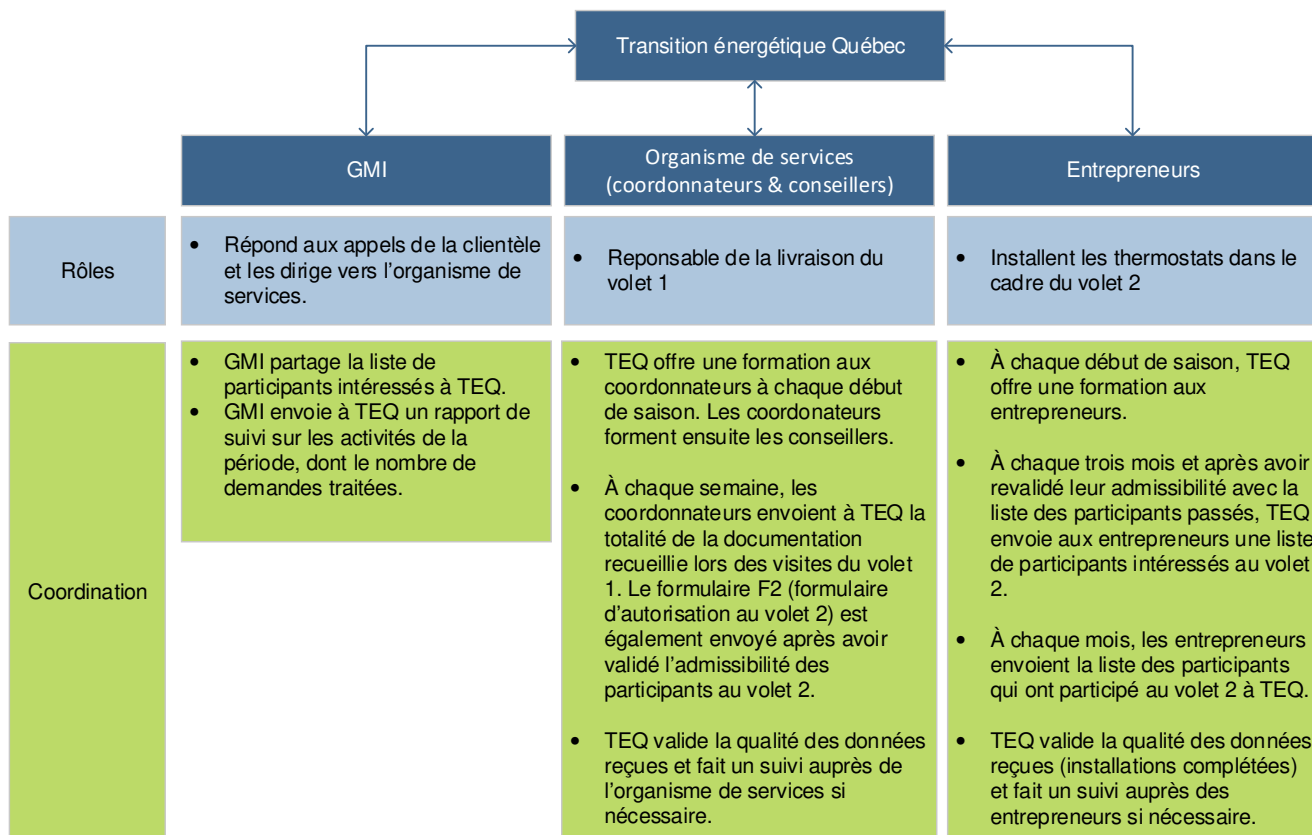 Transition énergétique Québec
GMI
Organisme de services
(coordonnateurs & conseillers)
Entrepreneurs
Rôles
• Répond aux appels de la clientèle
et les dirige vers l'organisme de
services.
• Reponsable de la livraison du
volet 1
• Installent les thermostats dans le
cadre du volet 2
Coordination
• GMI partage la liste de
participants intéressés à TEQ.
• GMI envoie à TEQ un rapport de
suivi sur les activités de la
période, dont le nombre de
demandes traitées.
• TEQ offre une formation aux
coordonnateurs à chaque début
de saison. Les coordonateurs
forment ensuite les conseillers.
• À chaque semaine, les
coordonnateurs envoient à TEQ la
totalité de la documentation
recueillie lors des visites du volet
1. Le formulaire F2 (formulaire
d'autorisation au volet 2) est
également envoyé après avoir
validé l'admissibilité des
participants au volet 2.
• TEQ valide la qualité des données
reçues et fait un suivi auprès de
l'organisme de services si
nécessaire.
• À chaque début de saison, TEQ
offre une formation aux
entrepreneurs.
• À chaque trois mois et après avoir
revalidé leur admissibilité avec la
liste des participants passés, TEQ
envoie aux entrepreneurs une liste
de participants intéressés au volet
2.
• À chaque mois, les entrepreneurs
envoient la liste des participants
qui ont participé au volet 2 à TEQ.
• TEQ valide la qualité des données
reçues (installations complétées)
et fait un suivi auprès des
entrepreneurs si nécessaire.